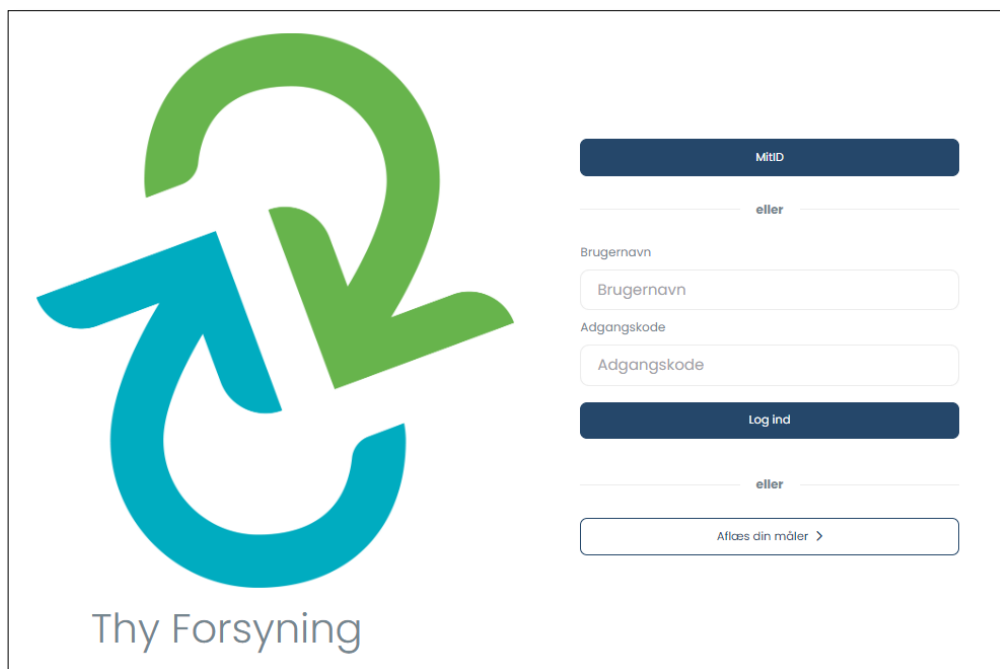 Thy Forsyning
MitID
eller
Brugernavn
Brugernavn
Adgangskode
Adgangskode
Log ind
eller
Aflæs din måler